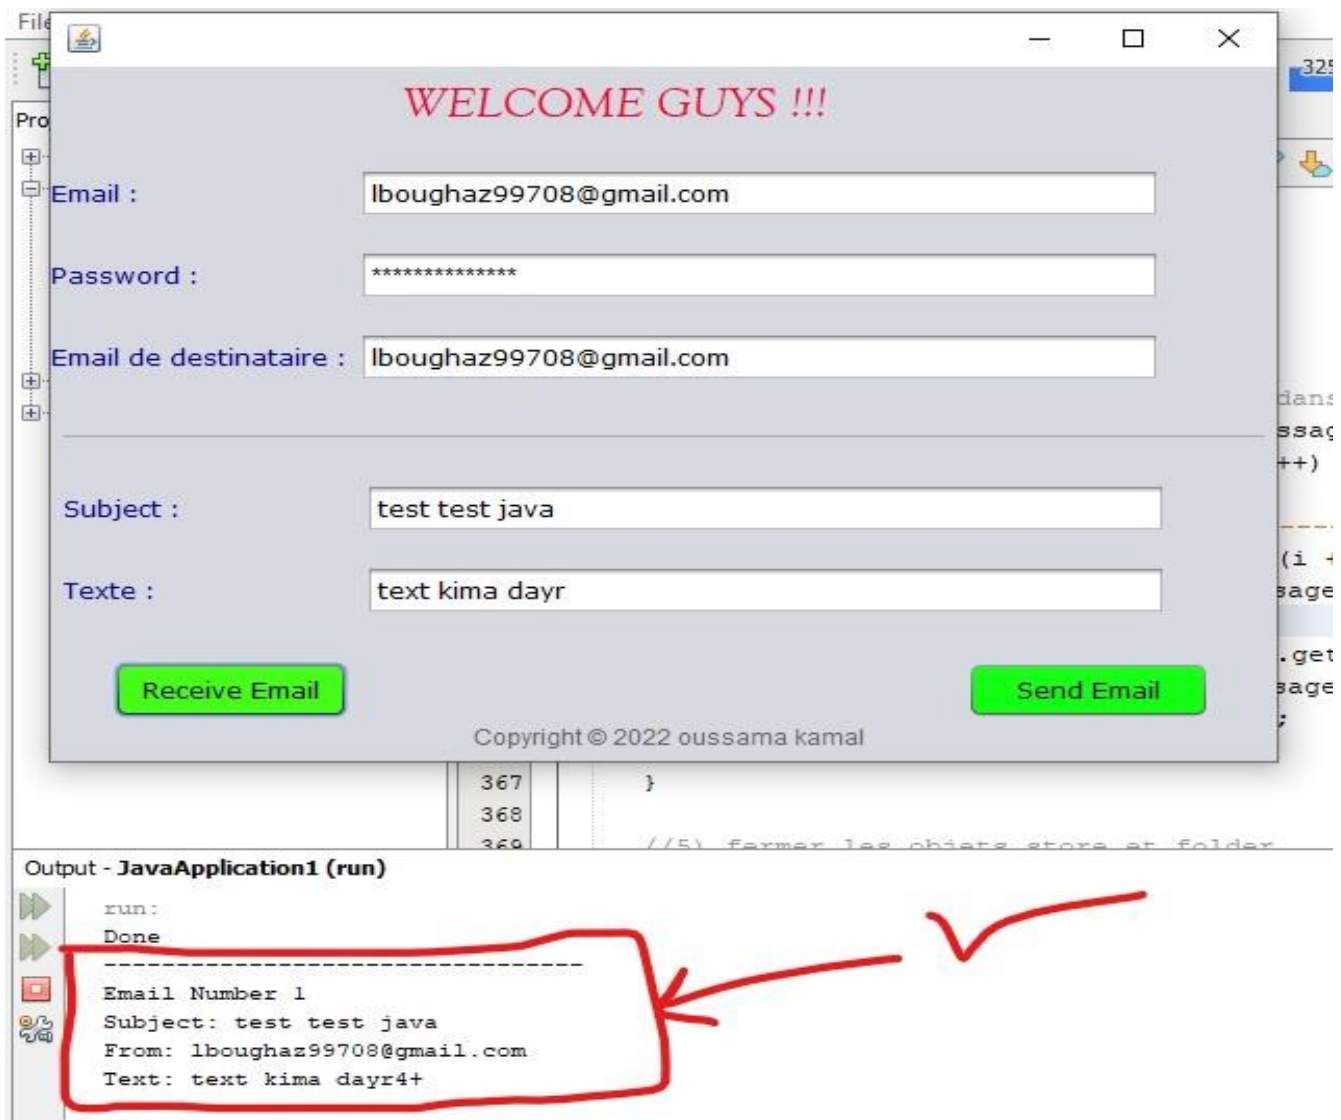 File
325
Pro
WELCOME GUYS !!!
Email :
lboughaz99708@gmail.com
Password :
**************
Email de destinataire :
lboughaz99708@gmail.com
dans
++)
Subject :
test test java
(i +
Texte :
text kima dayr
.get
Receive Email
Send Email
;
Copyright © 2022 oussama kamal
367 }
368
369 //5) fermer les objets store et folder
Output - JavaApplication1 (run)
run:
Done
---------------------------------
Email Number 1
Subject: test test java
From: lboughaz99708@gmail.com
Text: text kima dayr4+